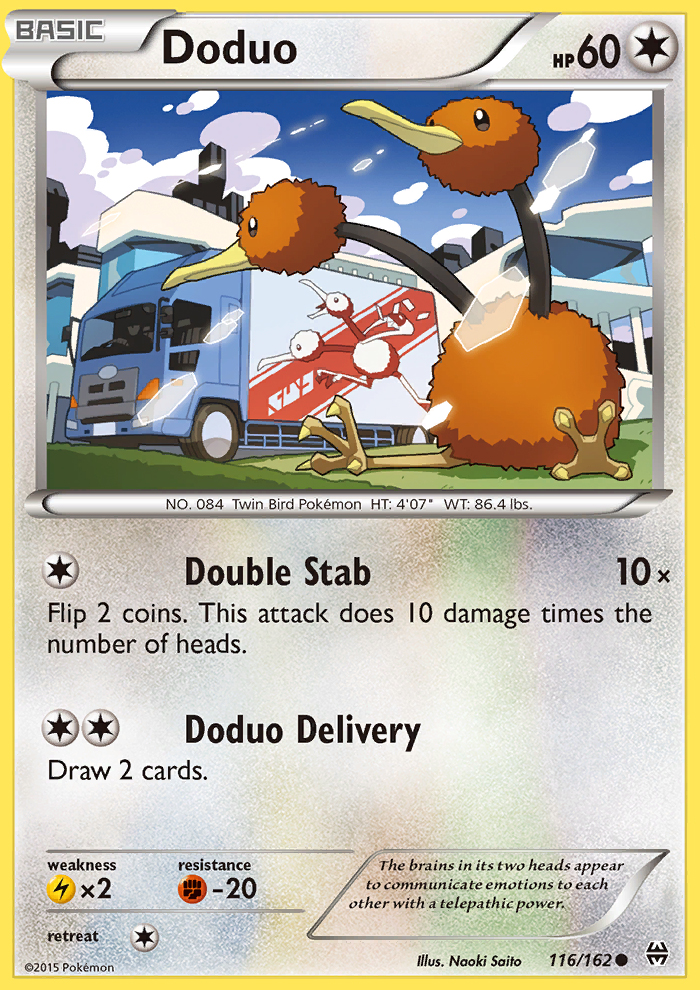 BASIC
Doduo
HP60
NO. 084 Twin Bird Pokémon HT: 4'07" WT: 86.4 lbs.
Double Stab 10×
Flip 2 coins. This attack does 10 damage times the
number of heads.
Doduo Delivery
Draw 2 cards.
weakness
×2
resistance
-20
retreat
The brains in its two heads appear
to communicate emotions to each
other with a telepathic power.
Illus. Naoki Saito
116/162
©2015 Pokémon